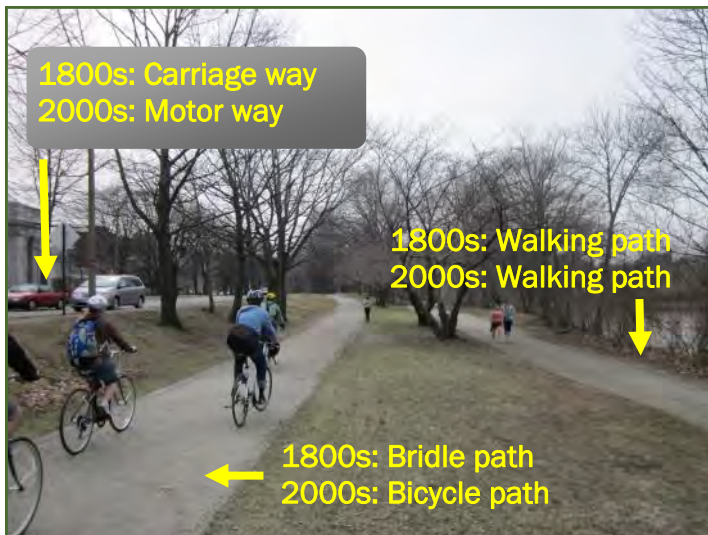 1800s: Carriage way
2000s: Motor way
1800s: Walking path
2000s: Walking path
1800s: Bridle path
2000s: Bicycle path